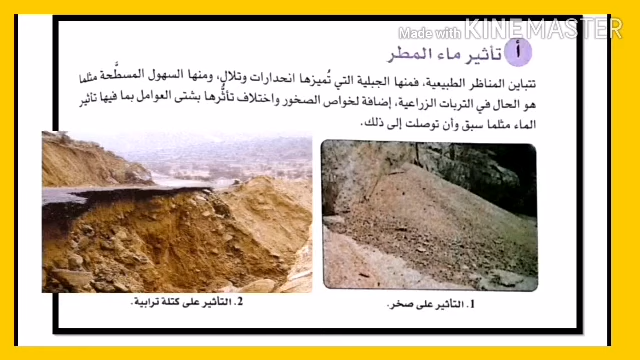 Made with KINEMASTER
أ تأثير ماء المطر
تتباين المناظر الطبيعية، فمنها الجبلية التي تُميزها انحدارات وتلال، ومنها السهول المسطَّحة مثلما
هو الحال في التربات الزراعية، إضافة لخواص الصخور واختلاف تأثُّرها بشتى العوامل بما فيها تأثير
الماء مثلما سبق وأن توصلت إلى ذلك.
1. التأثير على صخر.
2. التأثير على كتلة ترابية.